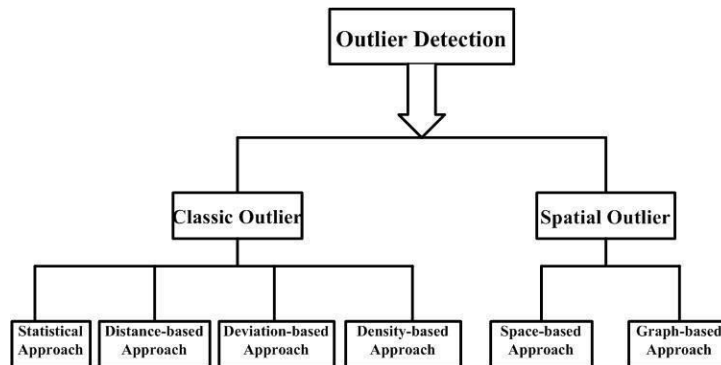 Outlier Detection
Classic Outlier
Spatial Outlier
Statistical
Approach
Distance-based
Approach
Deviation-based
Approach
Density-based
Approach
Space-based
Approach
Graph-based
Approach